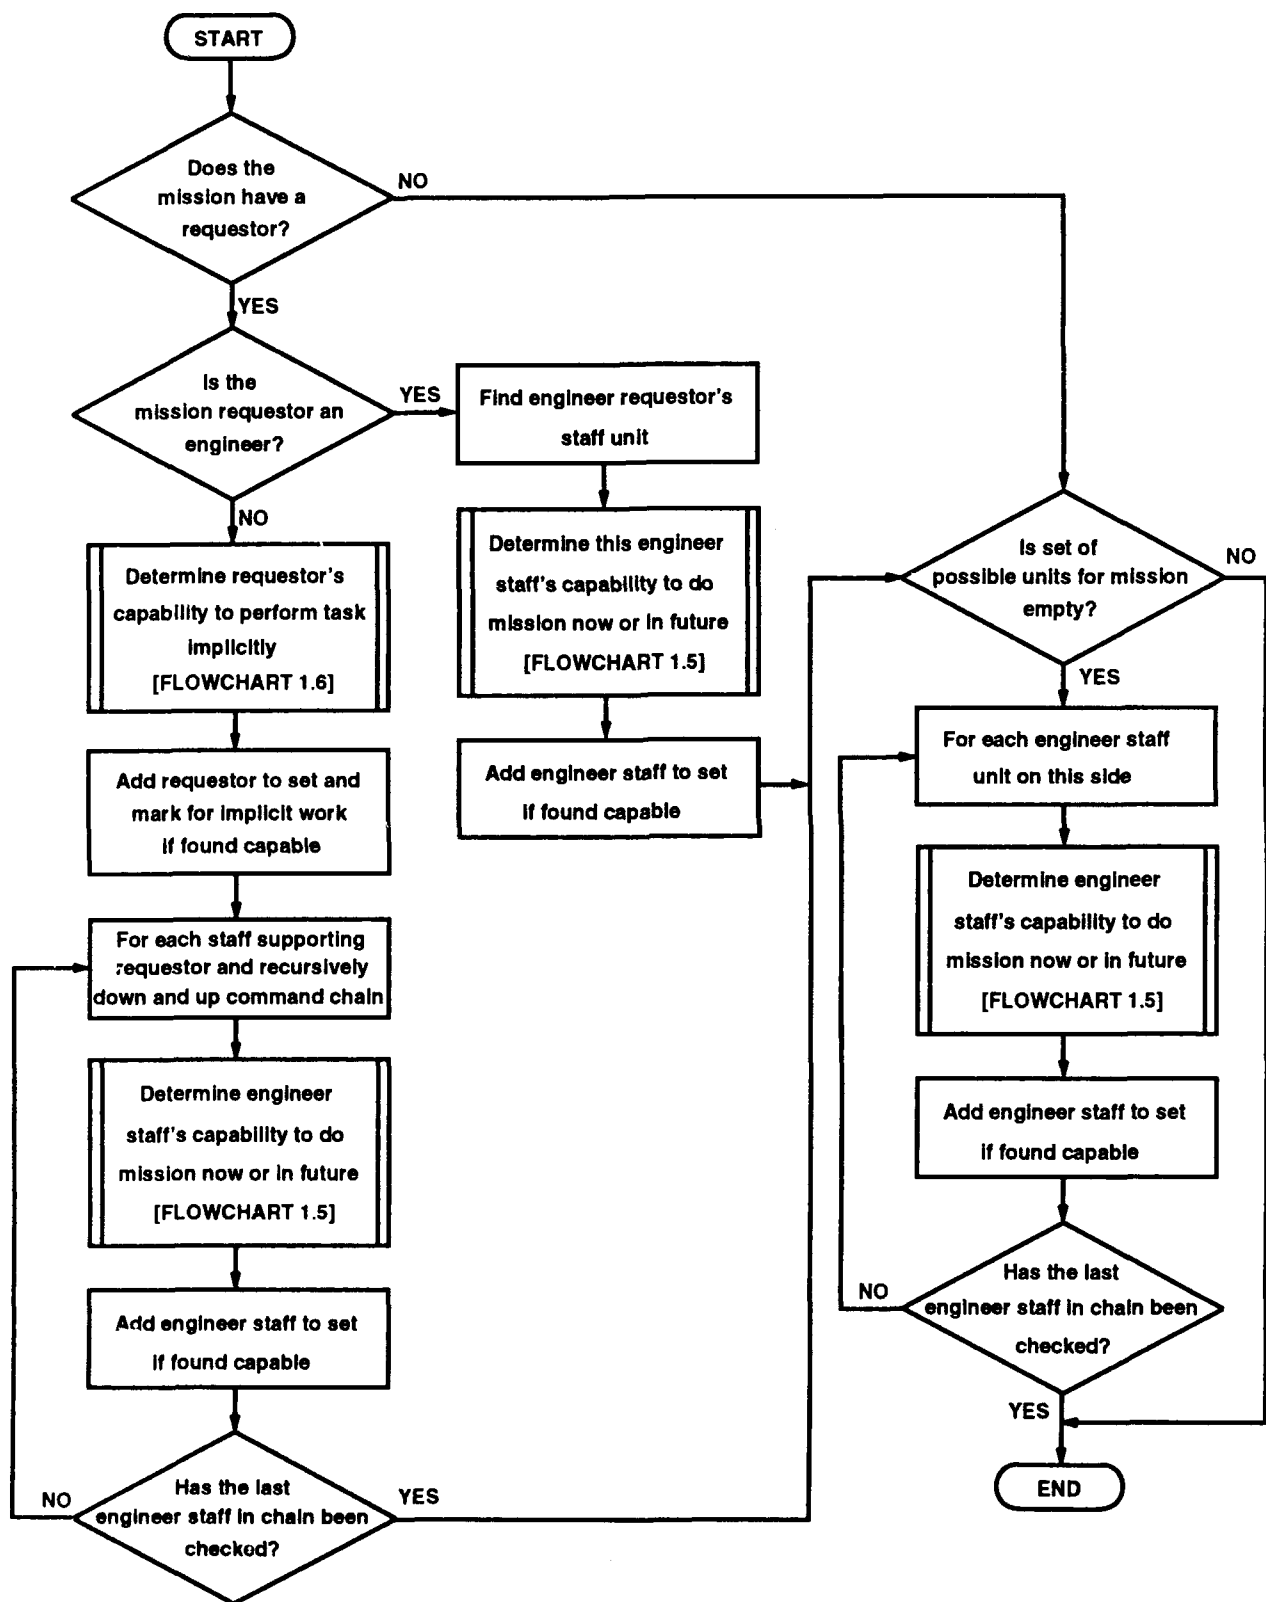 START
Does the
mission have a
requestor?
NO
YES
Is the
mission requestor an
engineer?
YES
NO
Find engineer requestor's
staff unit
Determine this engineer
staff's capability to do
mission now or in future
[FLOWCHART 1.5]
Add engineer staff to set
if found capable
Determine requestor's
capability to perform task
implicitly
[FLOWCHART 1.6]
Add requestor to set and
mark for implicit work
if found capable
For each staff supporting
requestor and recursively
down and up command chain
Determine engineer
staff's capability to do
mission now or in future
[FLOWCHART 1.5]
Add engineer staff to set
if found capable
Has the last
engineer staff in chain been
checked?
NO
YES
Is set of
possible units for mission
empty?
NO
YES
For each engineer staff
unit on this side
Determine engineer
staff's capability to do
mission now or in future
[FLOWCHART 1.5]
Add engineer staff to set
if found capable
Has the last
engineer staff in chain been
checked?
NO
YES
END